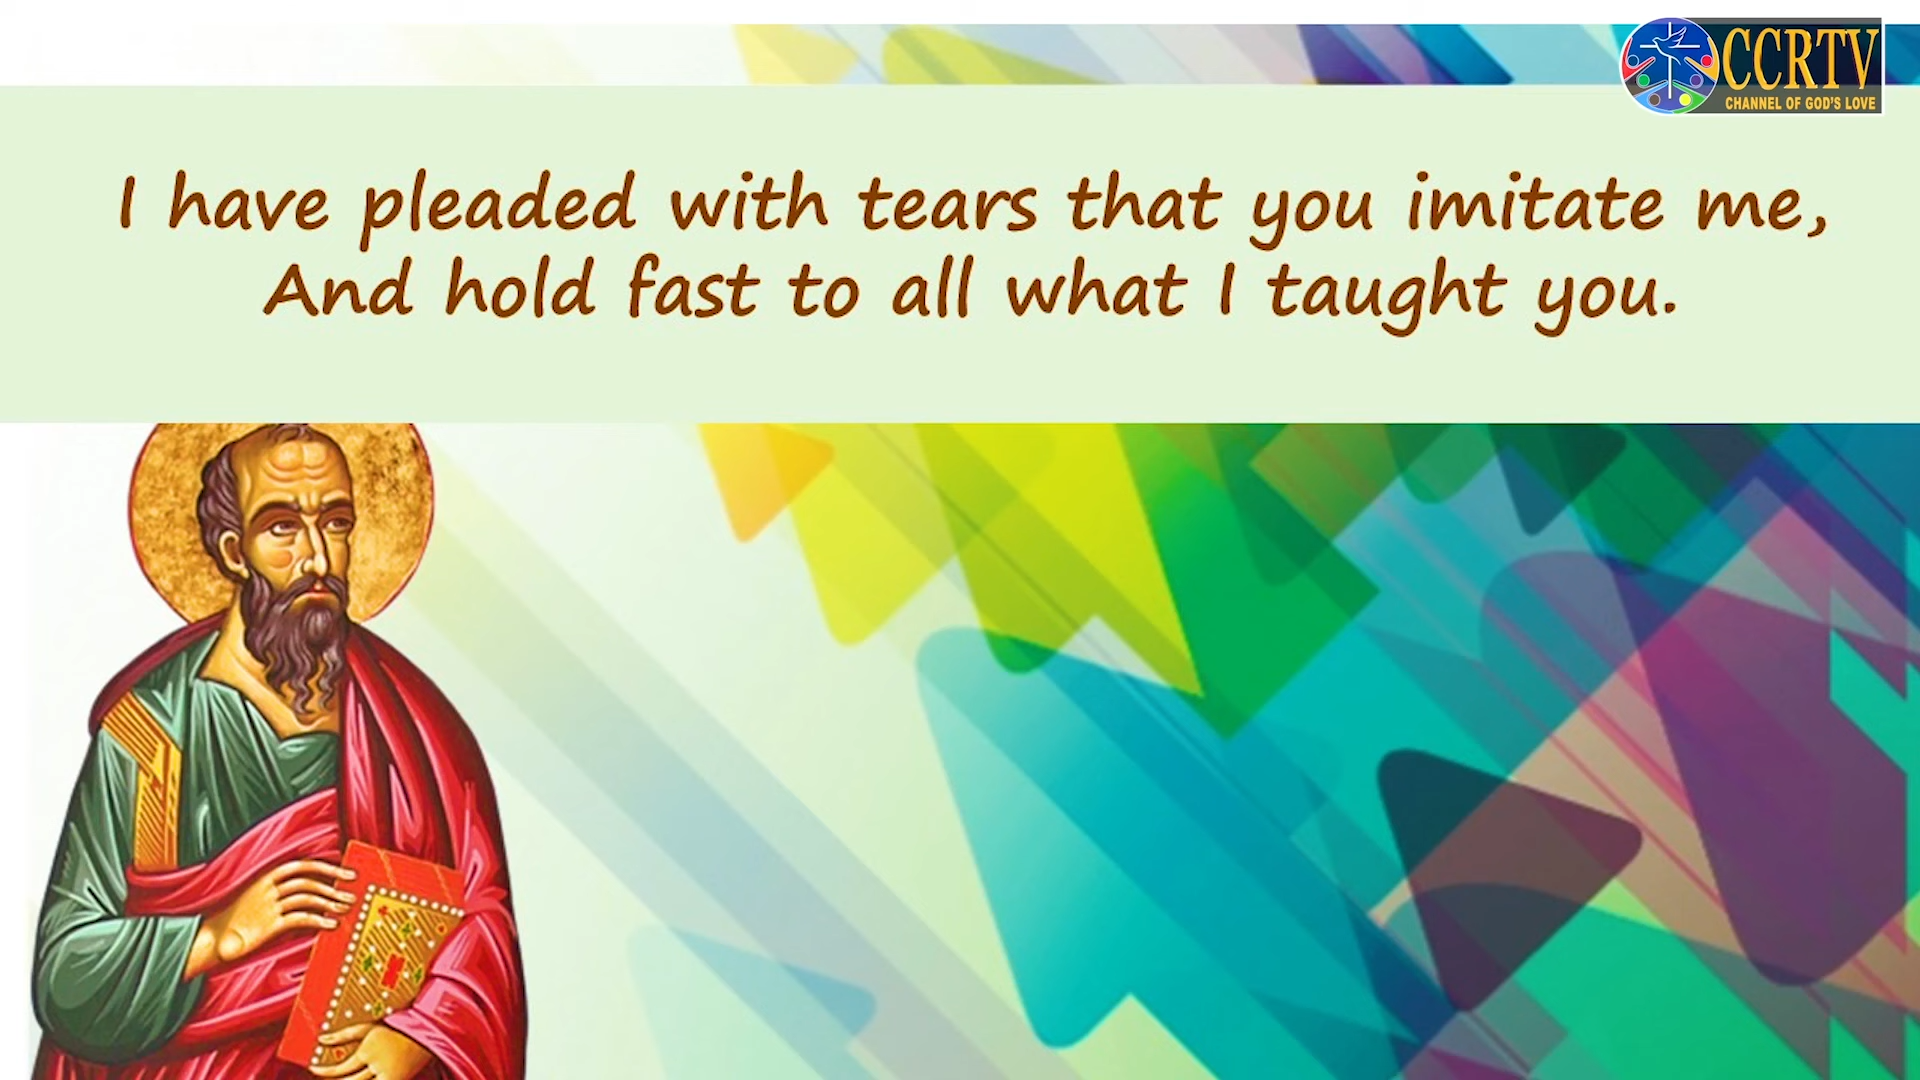 CCRTV
CHANNEL OF GOD'S LOVE
I have pleaded with tears that you imitate me,
And hold fast to all what I taught you.